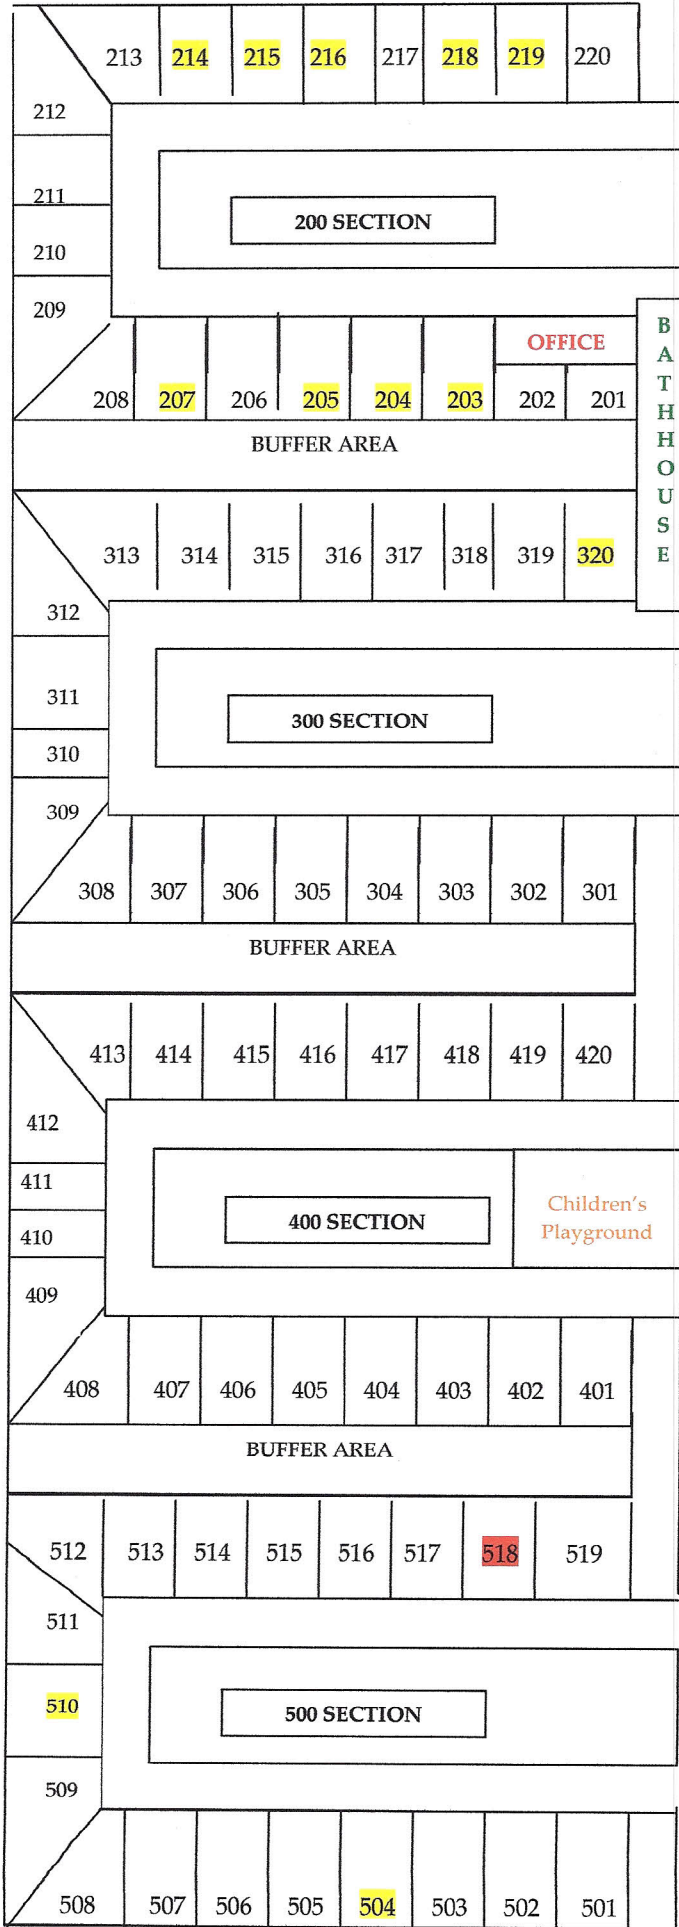 213 214 215 216 217 218 219 220
212
211
200 SECTION
210
209
OFFICE
BATHHOUSE
208 207 206 205 204 203 202 201
BUFFER AREA
313 314 315 316 317 318 319 320
312
311
300 SECTION
310
309
308 307 306 305 304 303 302 301
BUFFER AREA
413 414 415 416 417 418 419 420
412
411
400 SECTION
Children's
Playground
410
409
408 407 406 405 404 403 402 401
BUFFER AREA
512 513 514 515 516 517 518 519
511
510
500 SECTION
509
508 507 506 505 504 503 502 501